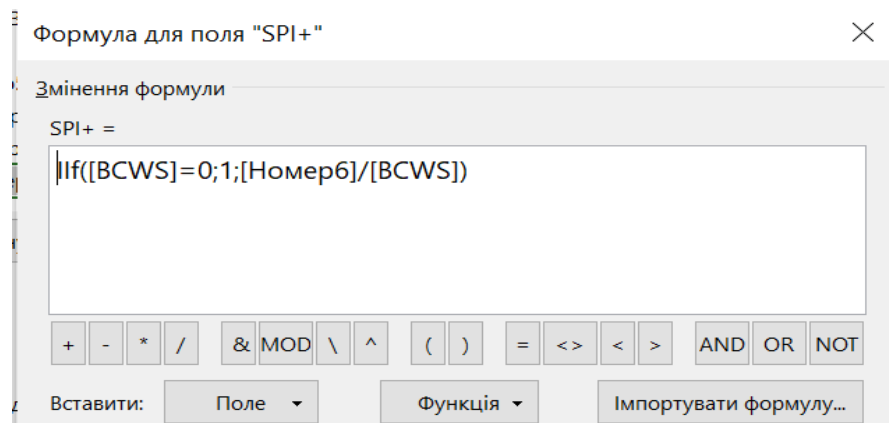 Формула для поля "SPI+"
Змінення формули
SPI+ =
IIf([BCWS]=0;1;[Номер6]/[BCWS])
+ - * / & MOD \ ^ ( ) = <> < > AND OR NOT
Вставити: Поле Функція Імпортувати формулу...